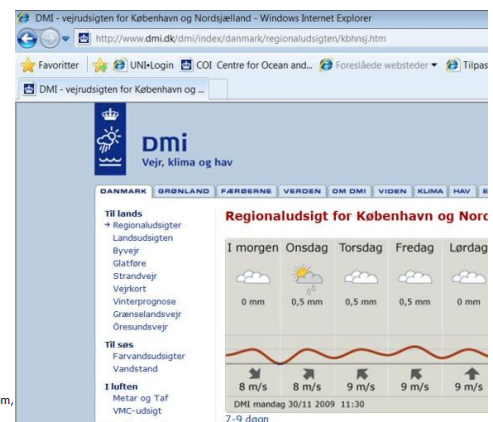 DMI - vejrudsigten for København og Nordsjælland - Windows Internet Explorer
http://www.dmi.dk/dmi/index/danmark/regionaludsigten/kbhnsj.htm
Favoritter UNI•Login COI Centre for Ocean and... Foreslåede websteder Tilpas
DMI - vejrudsigten for København og ...
DMI
Vejr, klima og hav
DANMARK GRØNLAND FÆRØERNE VERDEN OM DMI VIDEN KLIMA HAV
Til lands
Regionaludsigter
Landsudsigten
Byvejr
Glatføre
Strandvejr
Vejrkort
Vinterprognose
Grænselandsvejr
Öresundsvejr
Til søs
Farvandsudsigter
Vandstand
I luften
Metar og Taf
VMC-udsigt
Regionaludsigt for København og Nord
I morgen Onsdag Torsdag Fredag Lørdag
0 mm 0,5 mm 0,5 mm 0,5 mm 0 mm
8 m/s 8 m/s 9 m/s 9 m/s 9 m/s
DMI mandag 30/11 2009 11:30
7-9 døgn